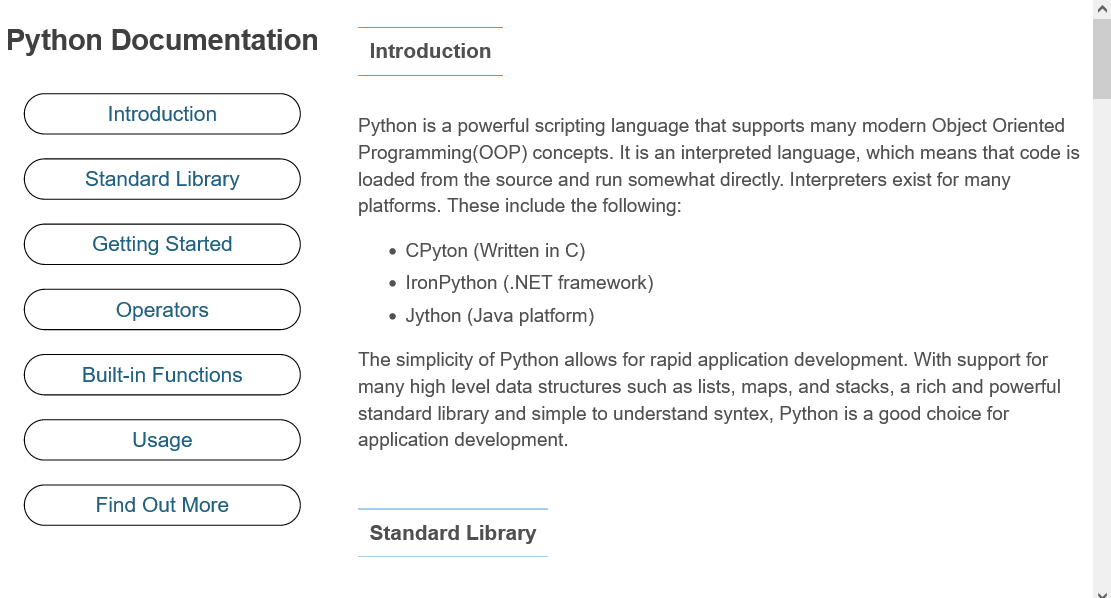 Python Documentation
Introduction
Standard Library
Getting Started
Operators
Built-in Functions
Usage
Find Out More
Introduction
Python is a powerful scripting language that supports many modern Object Oriented
Programming(OOP) concepts. It is an interpreted language, which means that code is
loaded from the source and run somewhat directly. Interpreters exist for many
platforms. These include the following:
• CPyton (Written in C)
• IronPython (.NET framework)
• Jython (Java platform)
The simplicity of Python allows for rapid application development. With support for
many high level data structures such as lists, maps, and stacks, a rich and powerful
standard library and simple to understand syntex, Python is a good choice for
application development.
Standard Library